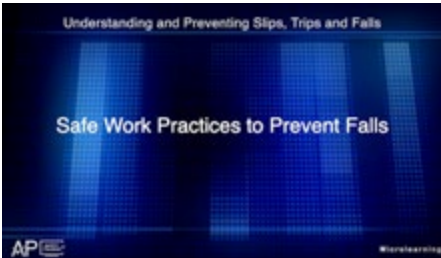 Understanding and Preventing Slips, Trips and Falls
Safe Work Practices to Prevent Falls
Microlearning